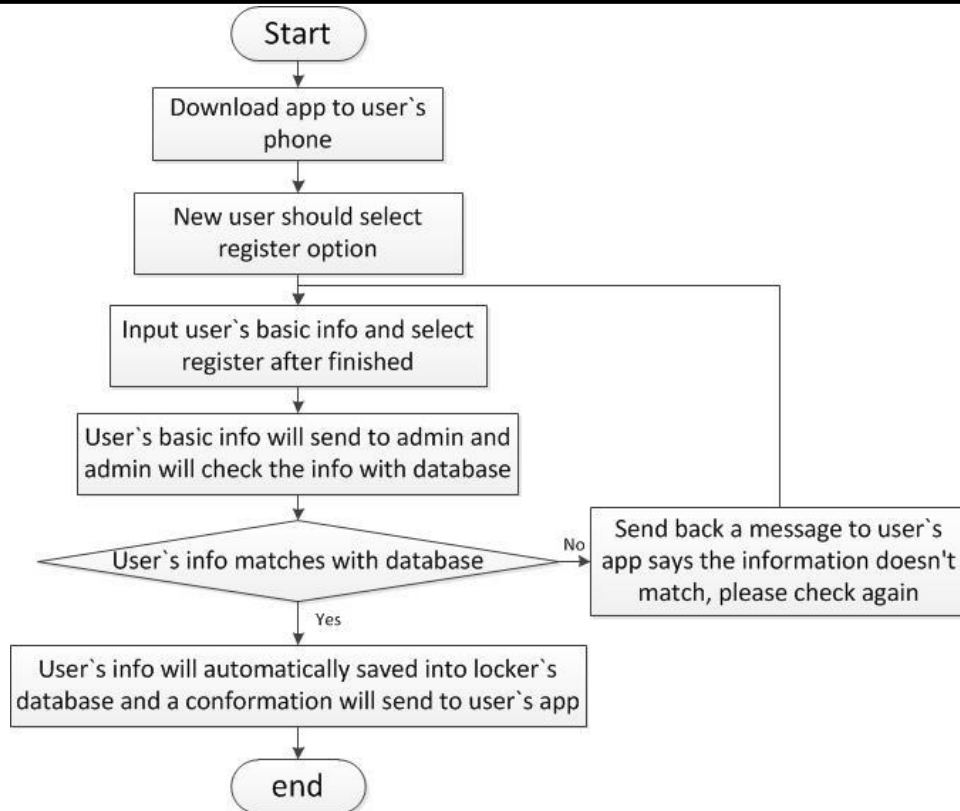 Start
Download app to user`s
phone
New user should select
register option
Input user`s basic info and select
register after finished
User`s basic info will send to admin and
admin will check the info with database
User`s info matches with database
No
Send back a message to user`s
app says the information doesn't
match, please check again
Yes
User`s info will automatically saved into locker`s
database and a conformation will send to user`s app
end